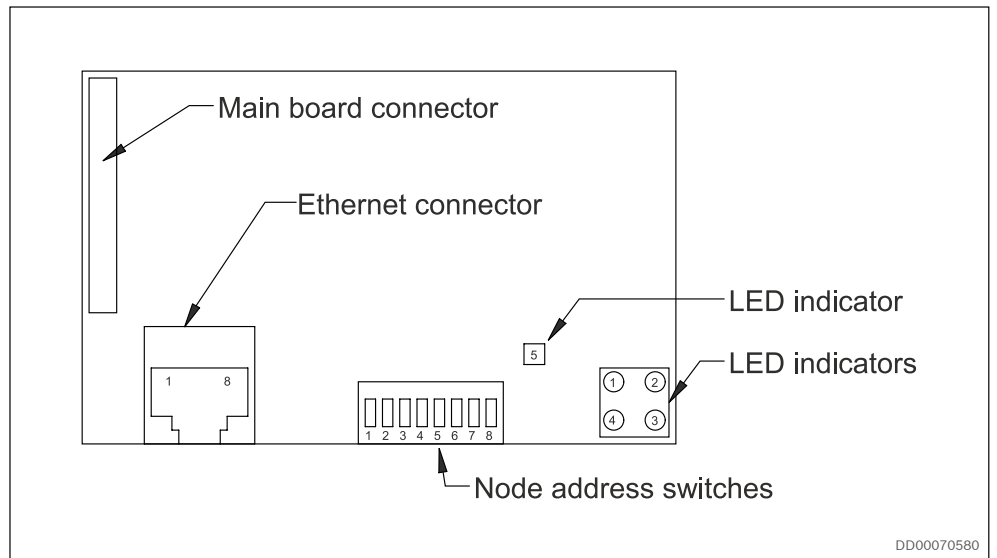 Main board connector
Ethernet connector
LED indicator
5
LED indicators
1 8
1 2
4 3
1 2 3 4 5 6 7 8
Node address switches
DD00070580